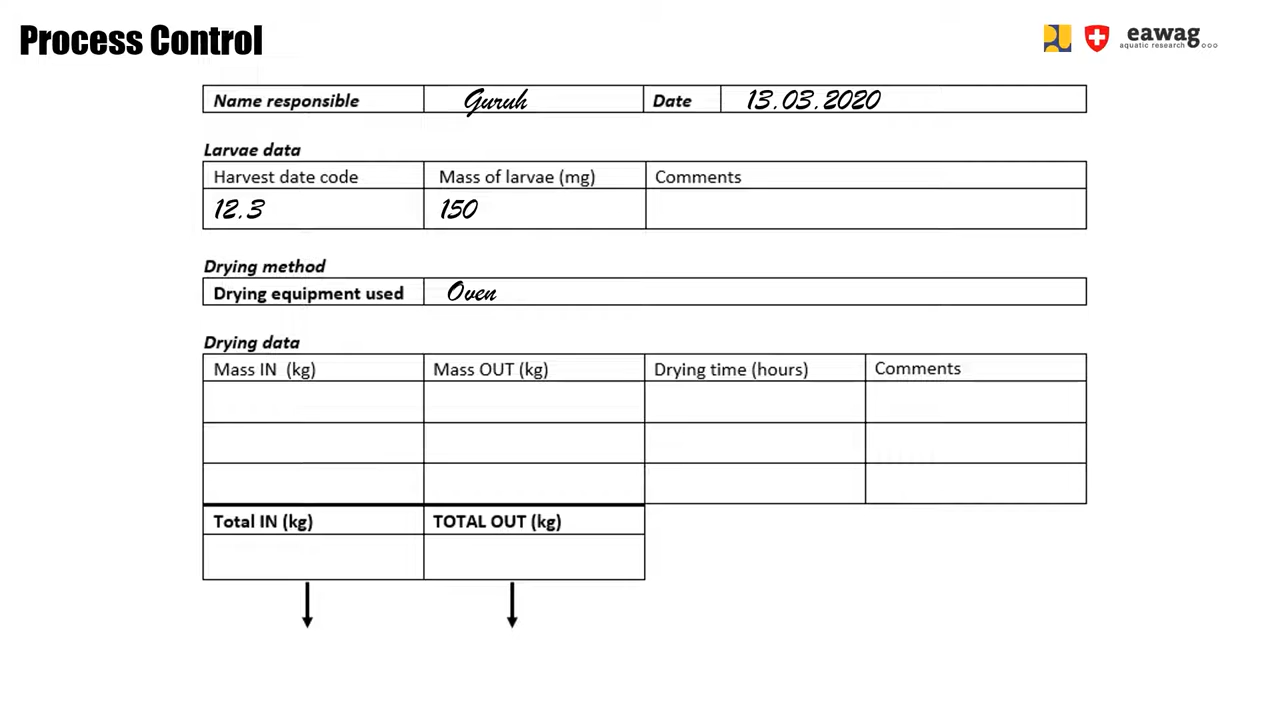 Process Control
eawag
aquatic research ooo
Name responsible Guruh Date 13.03.2020
Larvae data
Harvest date code Mass of larvae (mg) Comments
12.3 150
Drying method
Drying equipment used Oven
Drying data
Mass IN (kg) Mass OUT (kg) Drying time (hours) Comments
Total IN (kg) TOTAL OUT (kg)